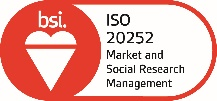 bsi.
ISO
20252
Market and
Social Research
Management